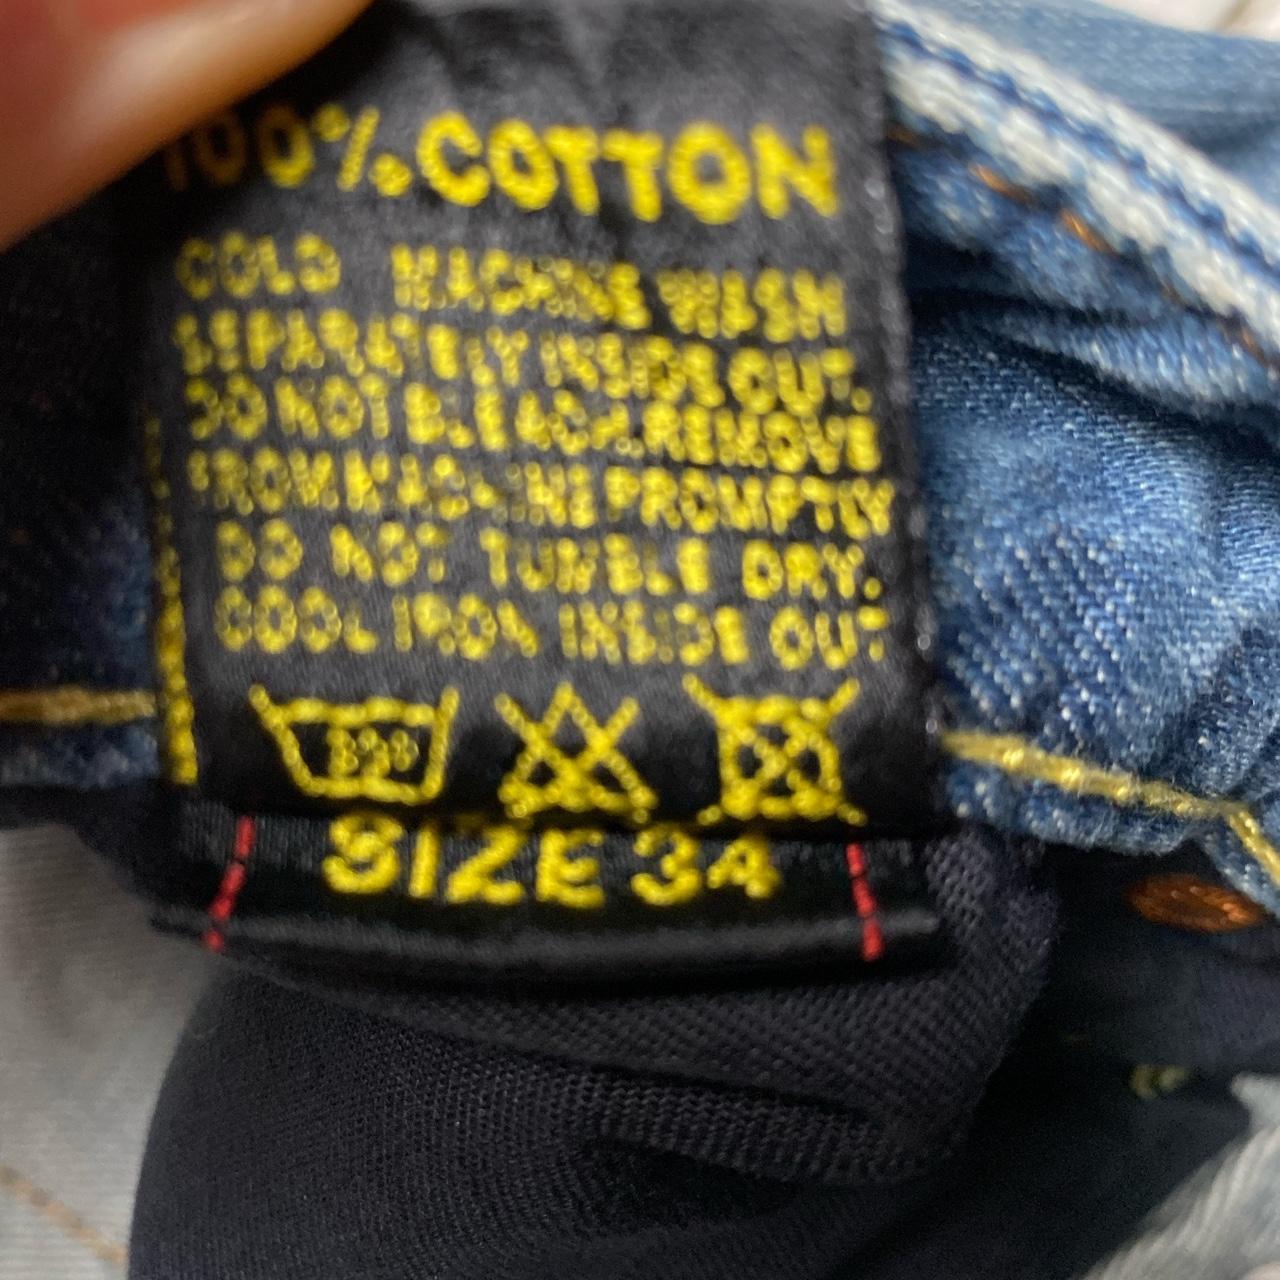 100% COTTON
COLD MACHINE WASH
SEPARATELY INSIDE OUT.
DO NOT BLEACH.REMOVE
FROM MACHINE PROMPTLY
DO NOT TUMBLE DRY.
COOL IRON INSIDE OUT
SIZE 34